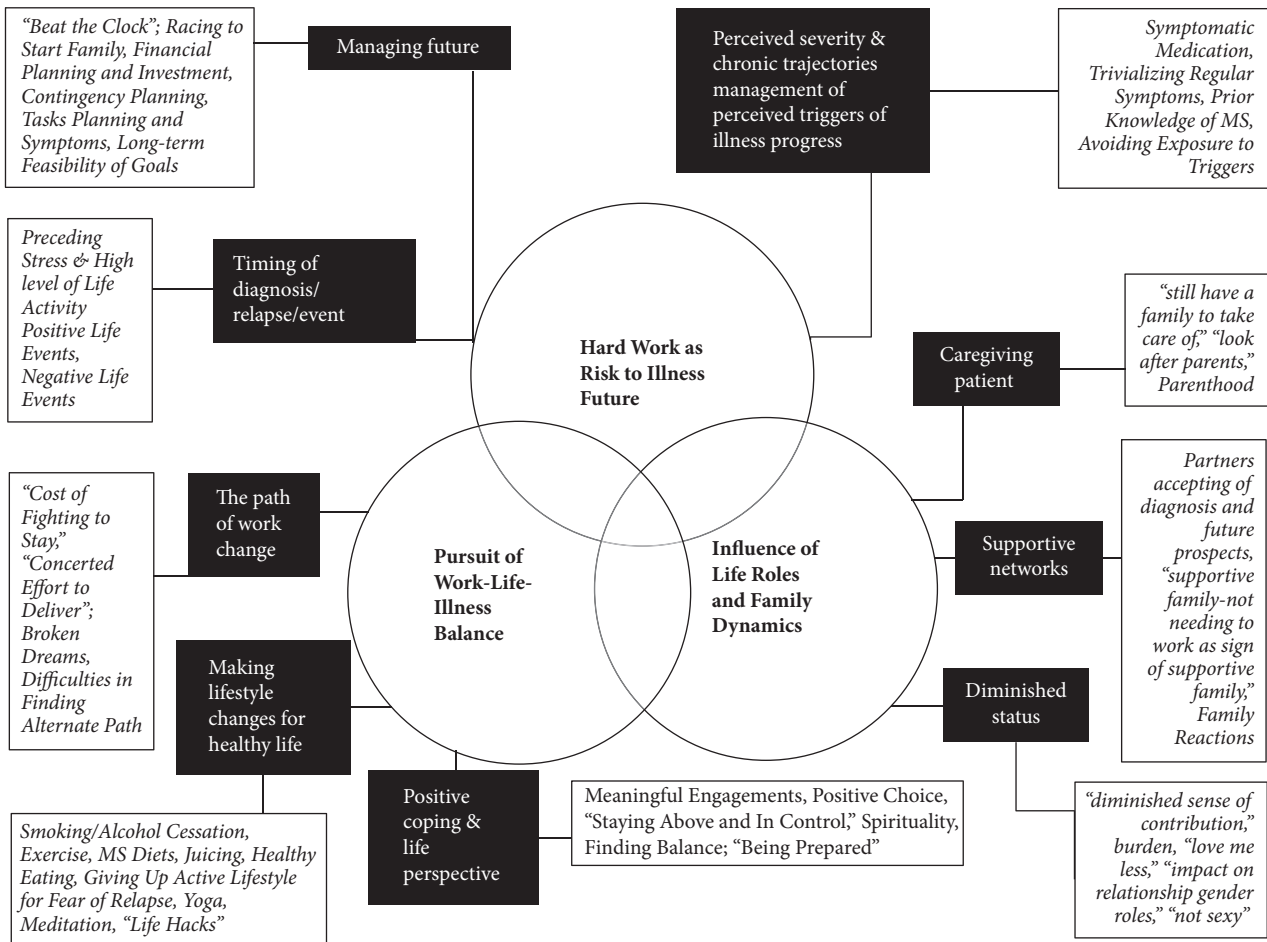 “Beat the Clock”; Racing to
Start Family, Financial
Planning and Investment,
Contingency Planning,
Tasks Planning and
Symptoms, Long-term
Feasibility of Goals
Managing future
Perceived severity &
chronic trajectories
management of
perceived triggers of
illness progress
Symptomatic
Medication,
Trivializing Regular
Symptoms, Prior
Knowledge of MS,
Avoiding Exposure to
Triggers
Preceding
Stress & High
level of Life
Activity
Positive Life
Events,
Negative Life
Events
Timing of
diagnosis/
relapse/event
Hard Work as
Risk to Illness
Future
Caregiving
patient
“still have a
family to take
care of,” “look
after parents,”
Parenthood
“Cost of
Fighting to
Stay,”
“Concerted
Effort to
Deliver”;
Broken
Dreams,
Difficulties in
Finding
Alternate Path
The path
of work
change
Pursuit of
Work-Life-
Illness
Balance
Influence of
Life Roles
and Family
Dynamics
Supportive
networks
Partners
accepting of
diagnosis and
future
prospects,
“supportive
family-not
needing to
work as sign
of supportive
family,”
Family
Reactions
Making
lifestyle
changes for
healthy life
Diminished
status
Smoking/Alcohol Cessation,
Exercise, MS Diets, Juicing, Healthy
Eating, Giving Up Active Lifestyle
for Fear of Relapse, Yoga,
Meditation, “Life Hacks”
Positive
coping &
life
perspective
Meaningful Engagements, Positive Choice,
“Staying Above and In Control,” Spirituality,
Finding Balance; “Being Prepared”
“diminished sense of
contribution,”
burden, “love me
less,” “impact on
relationship gender
roles,” “not sexy”